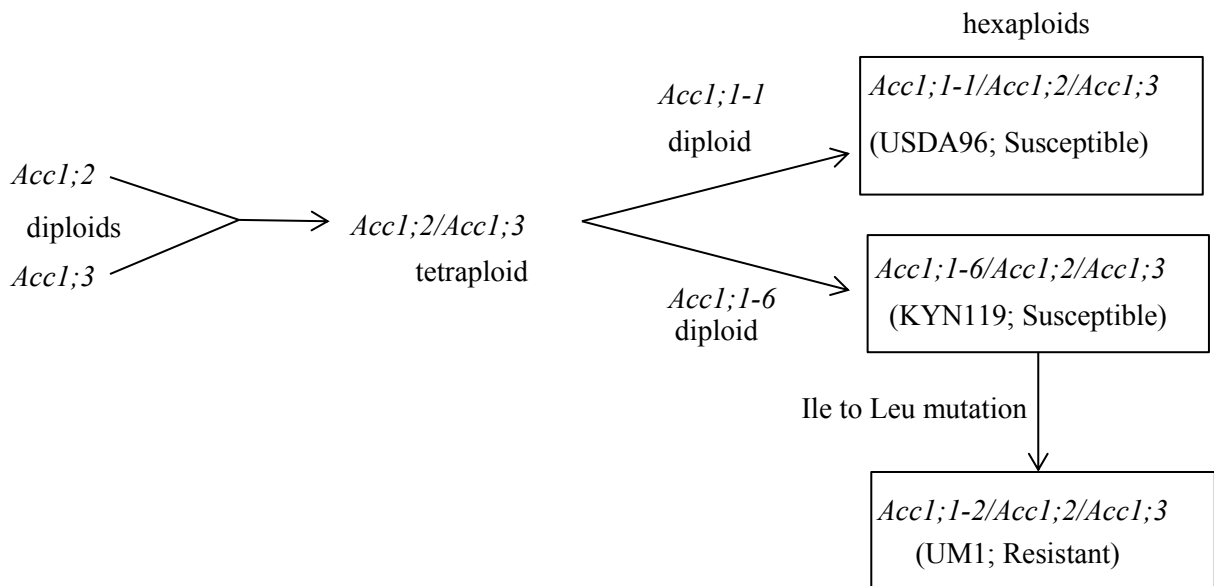 hexaploids
Acc1;1-1
diploid
Acc1;1-1/Acc1;2/Acc1;3
(USDA96; Susceptible)
Acc1;2
diploids
Acc1;3
Acc1;2/Acc1;3
tetraploid
Acc1;1-6
diploid
Acc1;1-6/Acc1;2/Acc1;3
(KYN119; Susceptible)
Ile to Leu mutation
Acc1;1-2/Acc1;2/Acc1;3
(UM1; Resistant)